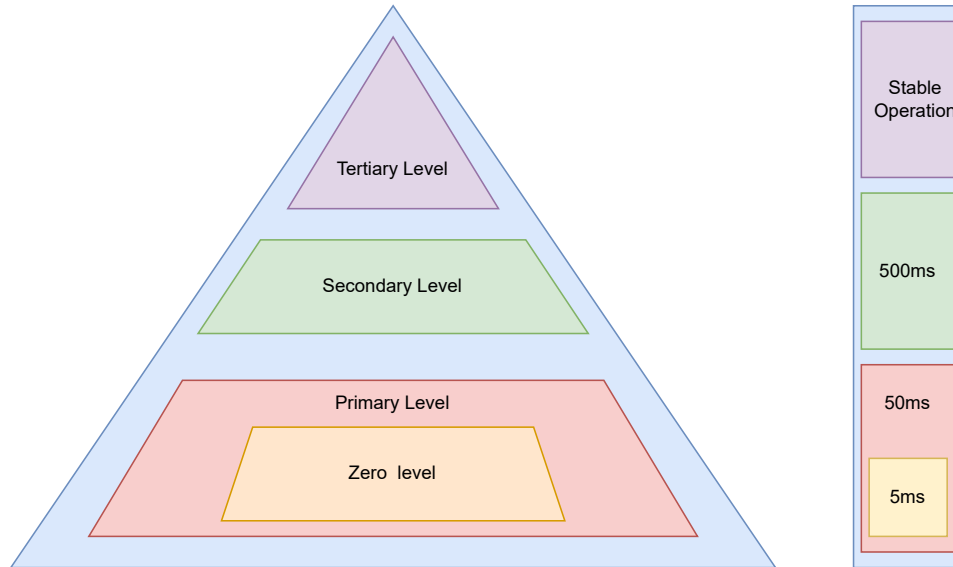 Tertiary Level
Secondary Level
Primary Level
Zero level
Stable
Operation
500ms
50ms
5ms